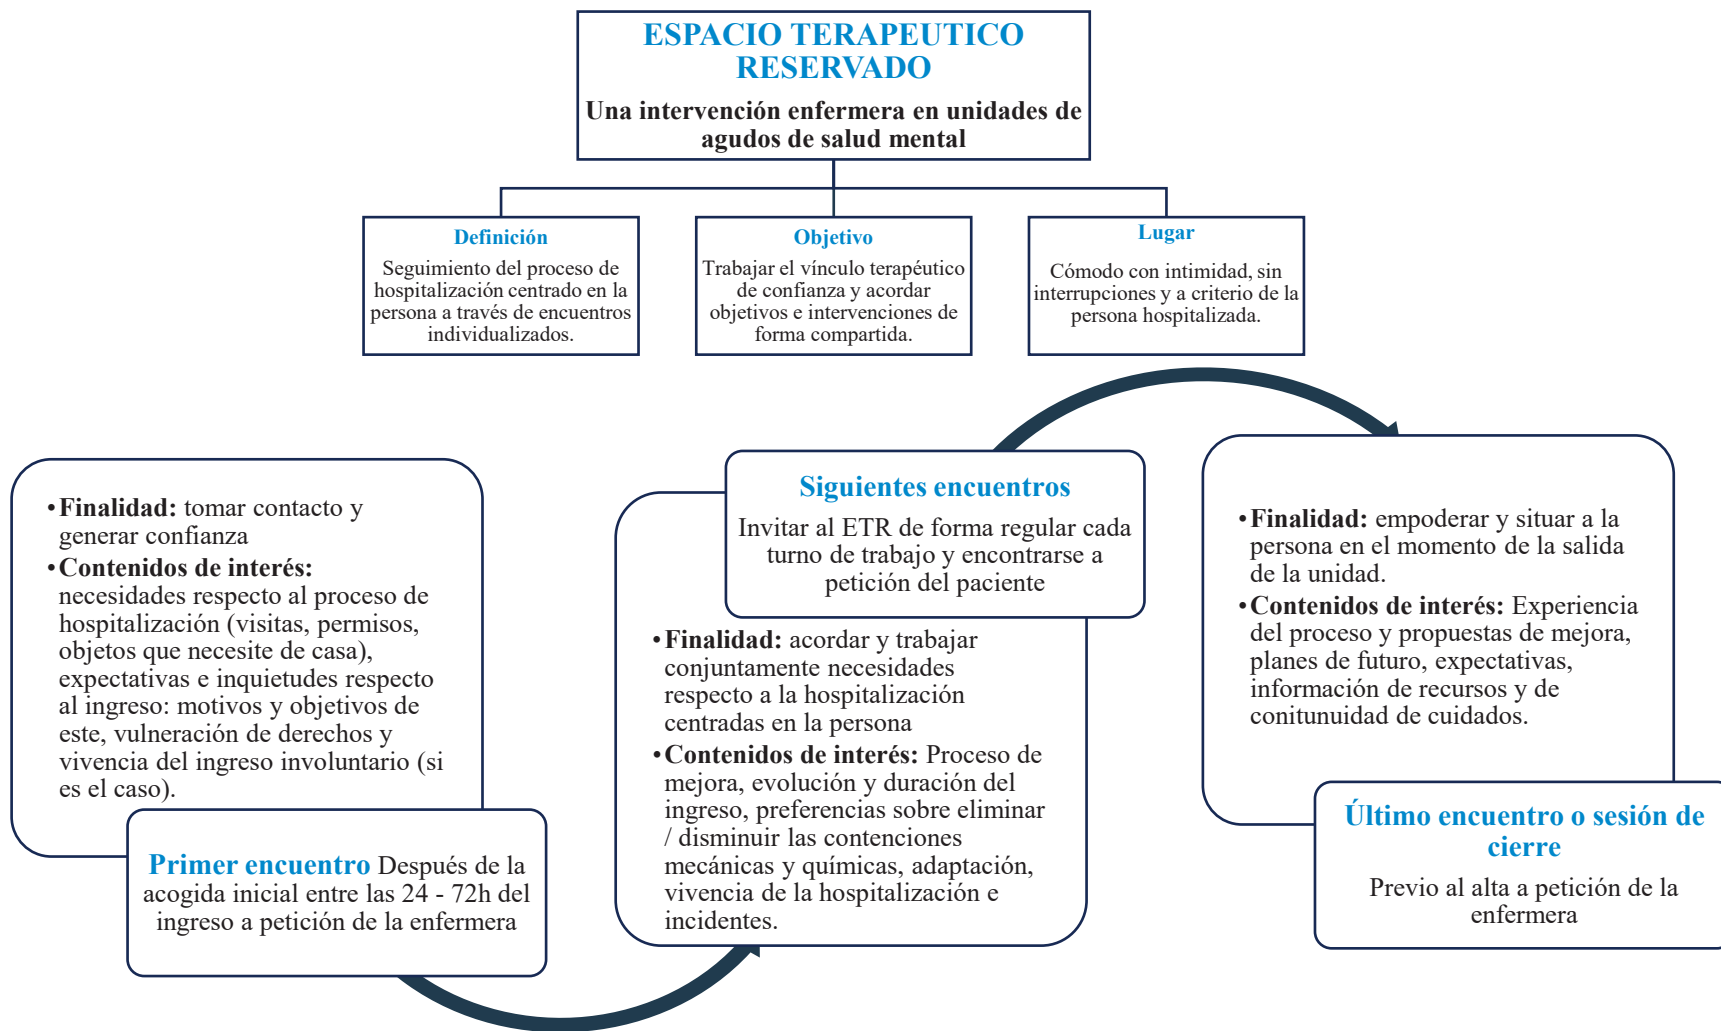 ESPACIO TERAPEUTICO
RESERVADO
Una intervención enfermera en unidades de
agudos de salud mental
Definición
Seguimiento del proceso de
hospitalización centrado en la
persona a través de encuentros
individualizados.
Objetivo
Trabajar el vínculo terapéutico
de confianza y acordar
objetivos e intervenciones de
forma compartida.
Lugar
Cómodo con intimidad, sin
interrupciones y a criterio de la
persona hospitalizada.
•Finalidad: tomar contacto y
generar confianza
•Contenidos de interés:
necesidades respecto al proceso de
hospitalización (visitas, permisos,
objetos que necesite de casa),
expectativas e inquietudes respecto
al ingreso: motivos y objetivos de
este, vulneración de derechos y
vivencia del ingreso involuntario (si
es el caso).
Primer encuentro Después de la
acogida inicial entre las 24 - 72h del
ingreso a petición de la enfermera
Siguientes encuentros
Invitar al ETR de forma regular cada
turno de trabajo y encontrarse a
petición del paciente
•Finalidad: acordar y trabajar
conjuntamente necesidades
respecto a la hospitalización
centradas en la persona
•Contenidos de interés: Proceso de
mejora, evolución y duración del
ingreso, preferencias sobre eliminar
/ disminuir las contenciones
mecánicas y químicas, adaptación,
vivencia de la hospitalización e
incidentes.
•Finalidad: empoderar y situar a la
persona en el momento de la salida
de la unidad.
•Contenidos de interés: Experiencia
del proceso y propuestas de mejora,
planes de futuro, expectativas,
información de recursos y de
conitunuidad de cuidados.
Último encuentro o sesión de
cierre
Previo al alta a petición de la
enfermera